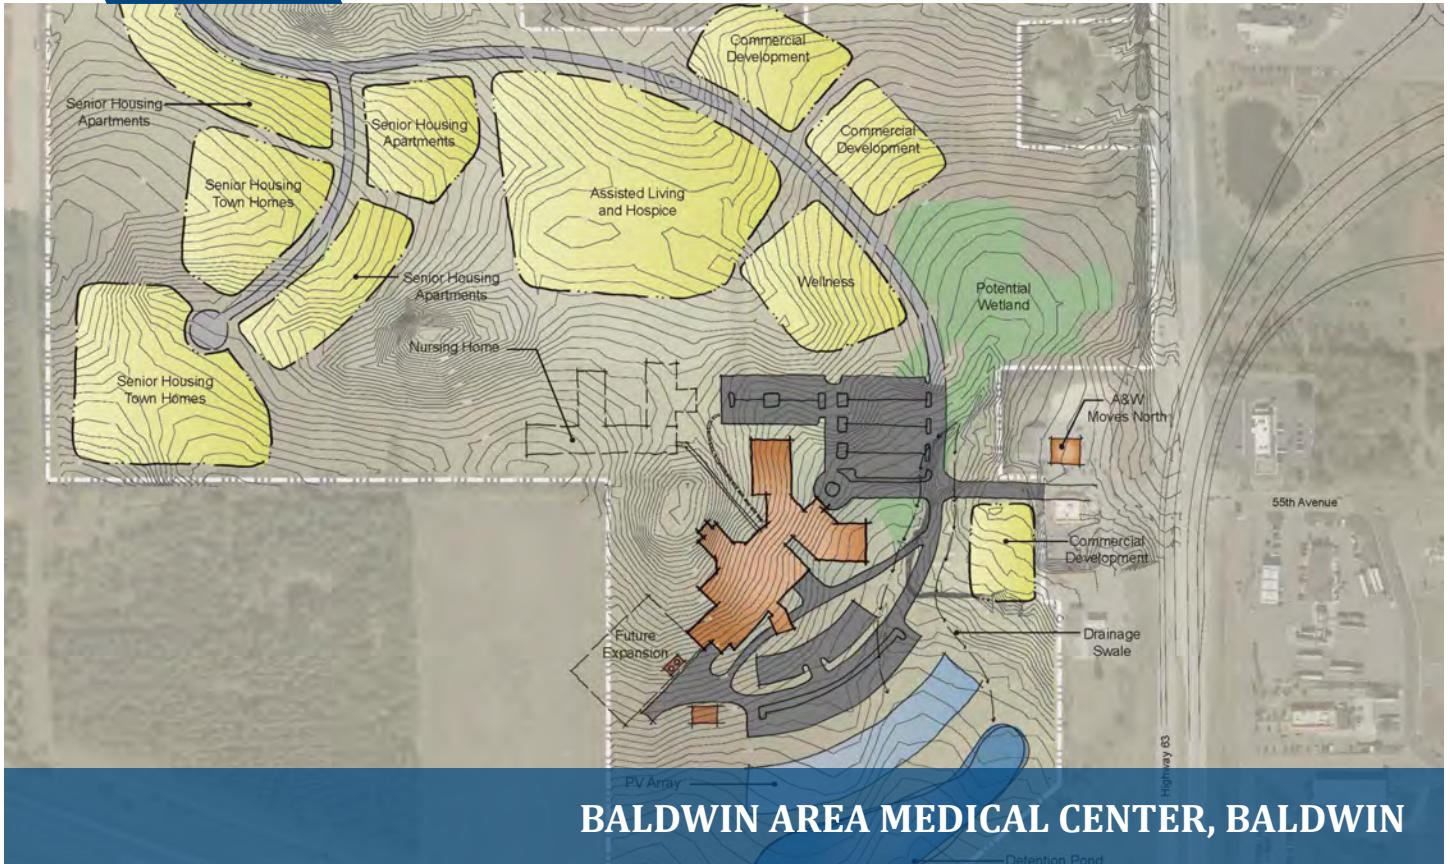 Commercial
Development
Senior Housing
Apartments
Senior Housing
Apartments
Commercial
Development
Senior Housing
Town Homes
Assisted Living
and Hospice
Senior Housing
Apartments
Wellness
Potential
Wetland
Nursing Home
Senior Housing
Town Homes
A&W
Moves North
55th Avenue
Commercial
Development
Future
Expansion
Drainage
Swale
Highway 63
PV Array
BALDWIN AREA MEDICAL CENTER, BALDWIN
Detention Pond